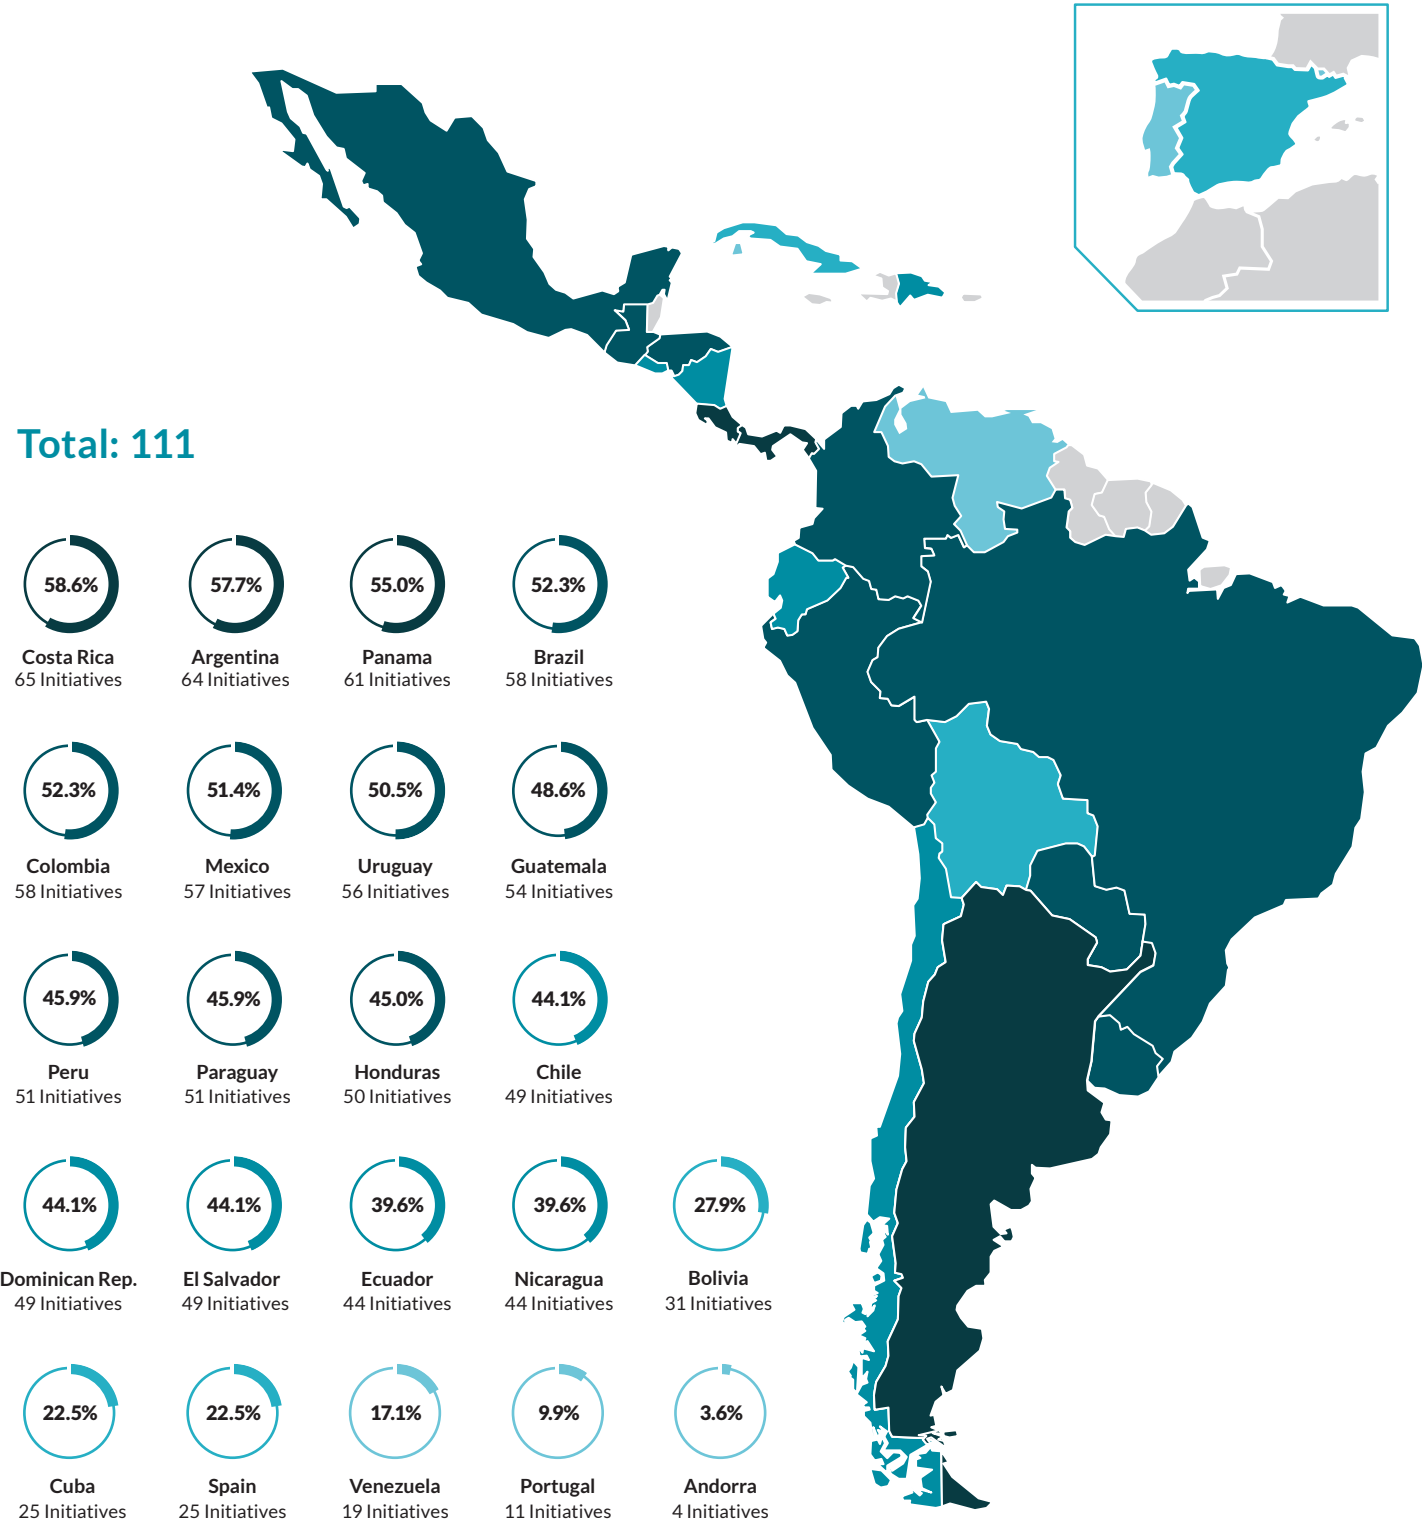 Total: 111
58.6%
Costa Rica
65 Initiatives
57.7%
Argentina
64 Initiatives
55.0%
Panama
61 Initiatives
52.3%
Brazil
58 Initiatives
52.3%
Colombia
58 Initiatives
51.4%
Mexico
57 Initiatives
50.5%
Uruguay
56 Initiatives
48.6%
Guatemala
54 Initiatives
45.9%
Peru
51 Initiatives
45.9%
Paraguay
51 Initiatives
45.0%
Honduras
50 Initiatives
44.1%
Chile
49 Initiatives
44.1%
Dominican Rep.
49 Initiatives
44.1%
El Salvador
49 Initiatives
39.6%
Ecuador
44 Initiatives
39.6%
Nicaragua
44 Initiatives
27.9%
Bolivia
31 Initiatives
22.5%
Cuba
25 Initiatives
22.5%
Spain
25 Initiatives
17.1%
Venezuela
19 Initiatives
9.9%
Portugal
11 Initiatives
3.6%
Andorra
4 Initiatives